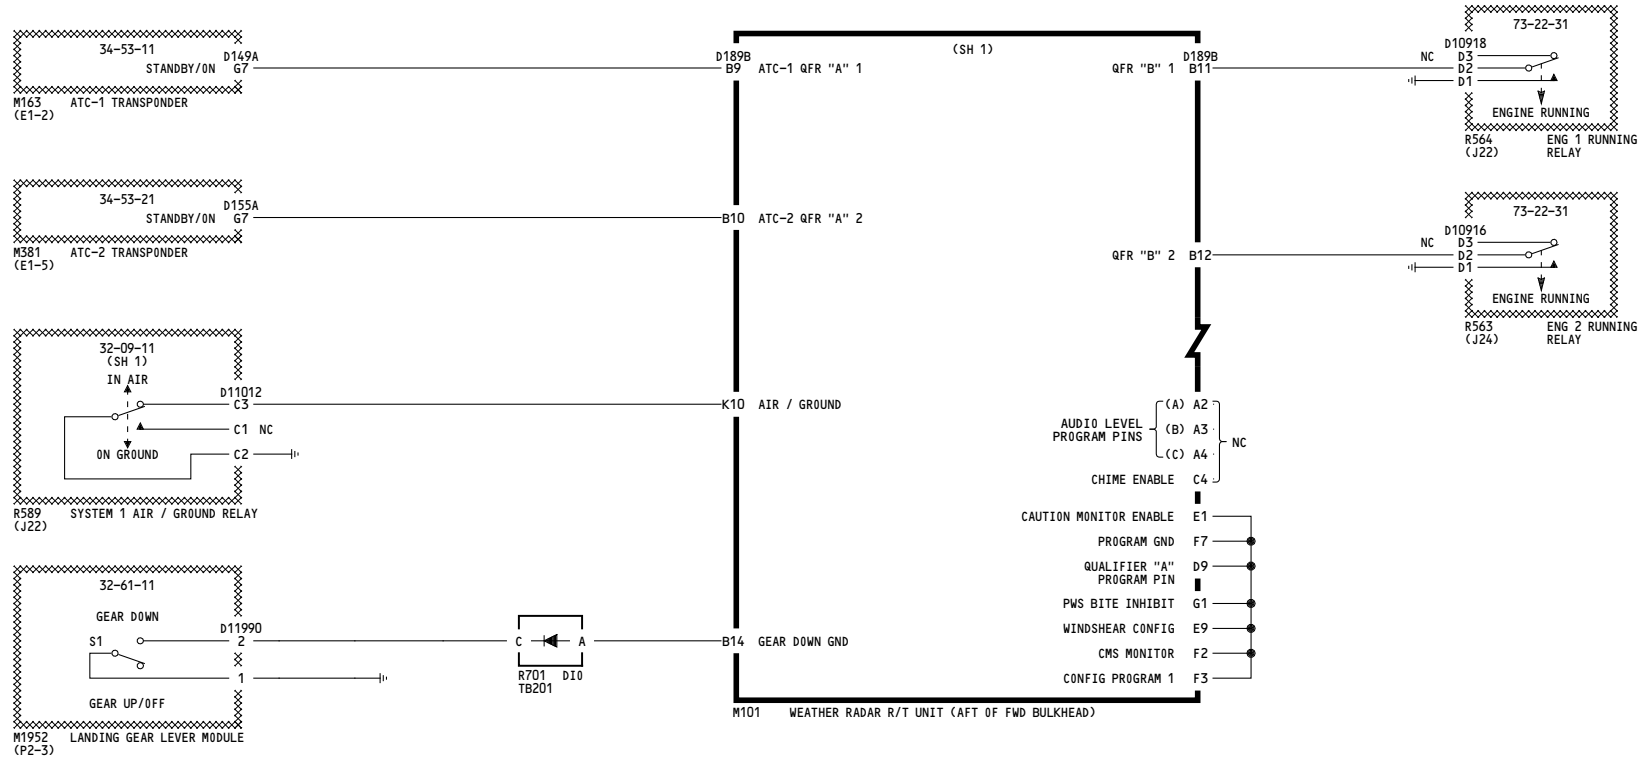 34-53-11
STANDBY/ON
D149A
G7
M163
(E1-2)
ATC-1 TRANSPONDER
34-53-21
STANDBY/ON
D155A
G7
M381
(E1-5)
ATC-2 TRANSPONDER
32-09-11
(SH 1)
IN AIR
D11012
C3
C1 NC
ON GROUND
C2
R589
(J22)
SYSTEM 1 AIR / GROUND RELAY
32-61-11
GEAR DOWN
D11990
S1
2
1
GEAR UP/OFF
M1952
(P2-3)
LANDING GEAR LEVER MODULE
C
A
R701 DIO
TB201
(SH 1)
D189B
B9 ATC-1 QFR "A" 1
B10 ATC-2 QFR "A" 2
K10 AIR / GROUND
B14 GEAR DOWN GND
D189B
QFR "B" 1 B11
QFR "B" 2 B12
AUDIO LEVEL
PROGRAM PINS
(A) A2
(B) A3
(C) A4
NC
CHIME ENABLE C4
CAUTION MONITOR ENABLE E1
PROGRAM GND F7
QUALIFIER "A" D9
PROGRAM PIN
PWS BITE INHIBIT G1
WINDSHEAR CONFIG E9
CMS MONITOR F2
CONFIG PROGRAM 1 F3
M101 WEATHER RADAR R/T UNIT (AFT OF FWD BULKHEAD)
73-22-31
D10918
NC D3
D2
D1
ENGINE RUNNING
R564
(J22)
ENG 1 RUNNING
RELAY
73-22-31
D10916
NC D3
D2
D1
ENGINE RUNNING
R563
(J24)
ENG 2 RUNNING
RELAY